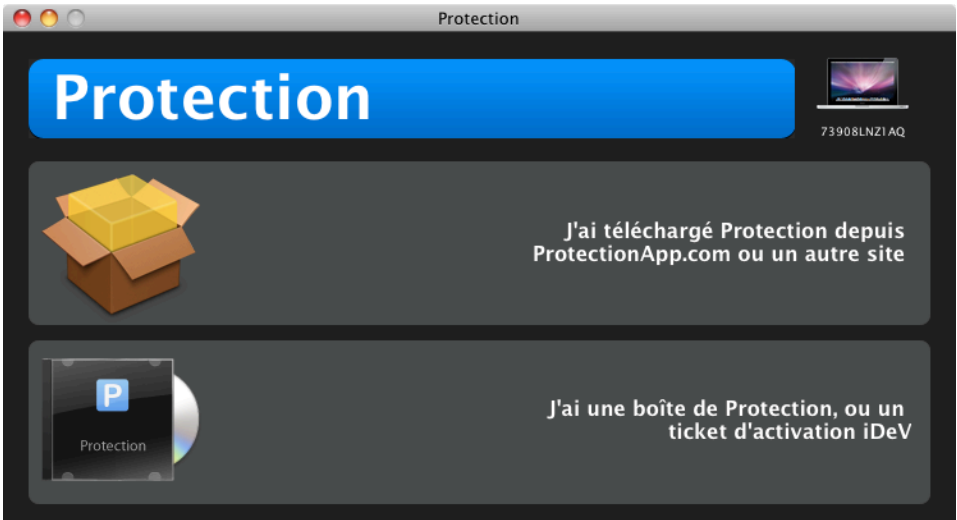 Protection
Protection
73908LNZ1AQ
J'ai téléchargé Protection depuis
ProtectionApp.com ou un autre site
P
Protection
J'ai une boîte de Protection, ou un
ticket d'activation iDeV